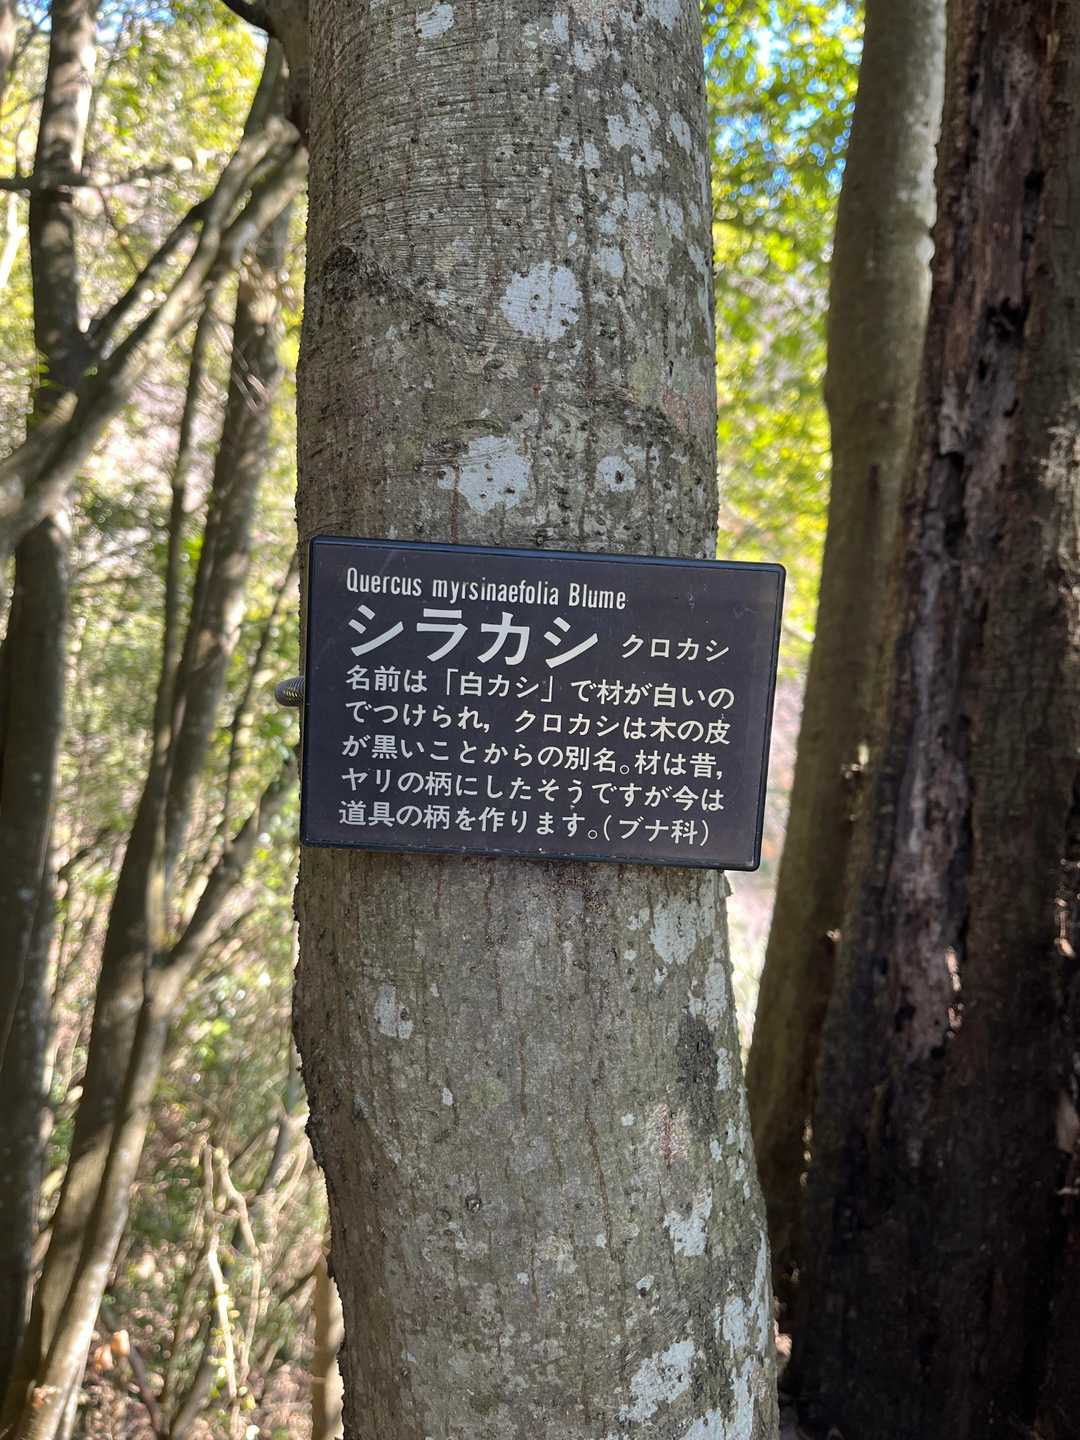 Quercus myrsinaefolia Blume
シラカシ クロカシ
名前は「白カシ」で材が白いの
でつけられ，クロカシは木の皮
が黒いことからの別名。材は昔，
ヤリの柄にしたそうですが今は
道具の柄を作ります。(ブナ科)